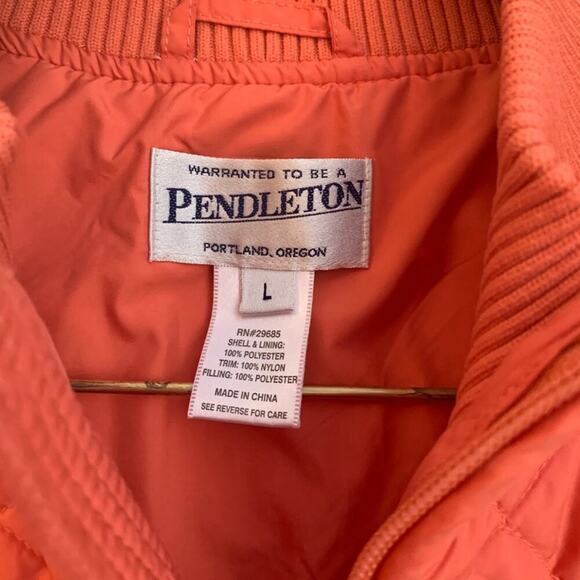 WARRANTED TO BE A
PENDLETON
PORTLAND, OREGON
L
RN#29685
SHELL & LINING:
100% POLYESTER
TRIM: 100% NYLON
FILLING: 100% POLYESTER
MADE IN CHINA
SEE REVERSE FOR CARE